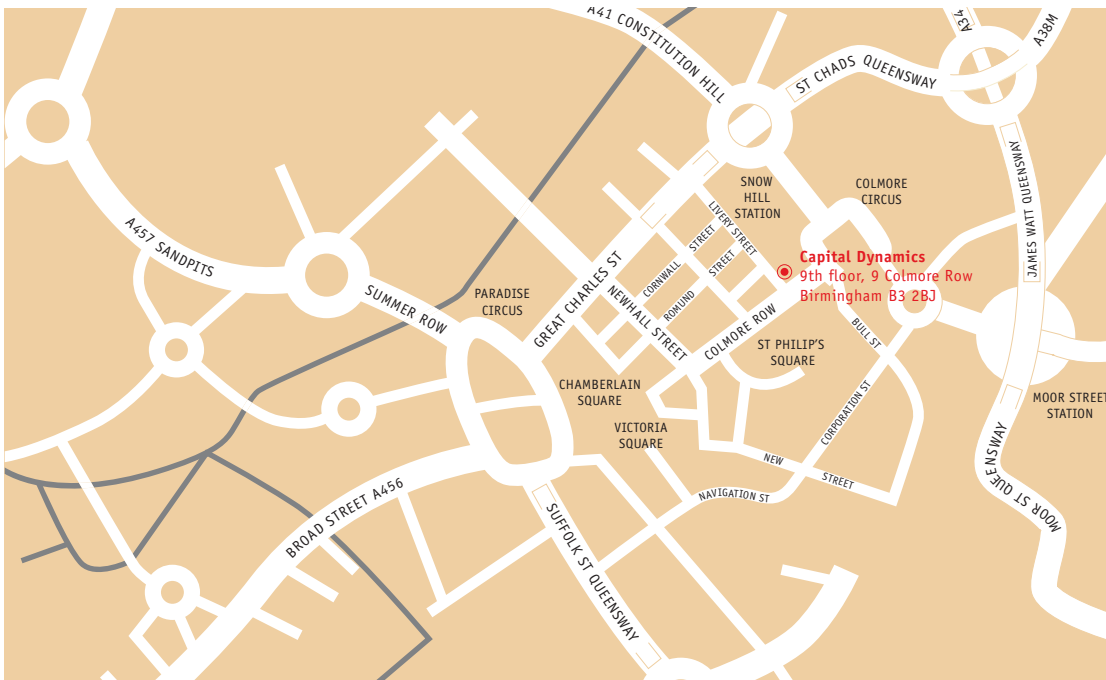 A41 CONSTITUTION HILL
ST CHADS QUEENSWAY
A34
A38M
JAMES WATT QUEENSWAY
SNOW
HILL
STATION
COLMORE
CIRCUS
LIVERY STREET
CORNWALL STREET
ROMUND STREET
A457 SANDPITS
SUMMER ROW
PARADISE
CIRCUS
GREAT CHARLES ST
NEWHALL STREET
COLMORE ROW
Capital Dynamics
9th floor, 9 Colmore Row
Birmingham B3 2BJ
BULL ST
ST PHILIP'S
SQUARE
CHAMBERLAIN
SQUARE
VICTORIA
SQUARE
CORPORATION ST
MOOR STREET
STATION
NEW STREET
NAVIGATION ST
BROAD STREET A456
SUFFOLK ST QUEENSWAY
MOOR ST QUEENSWAY